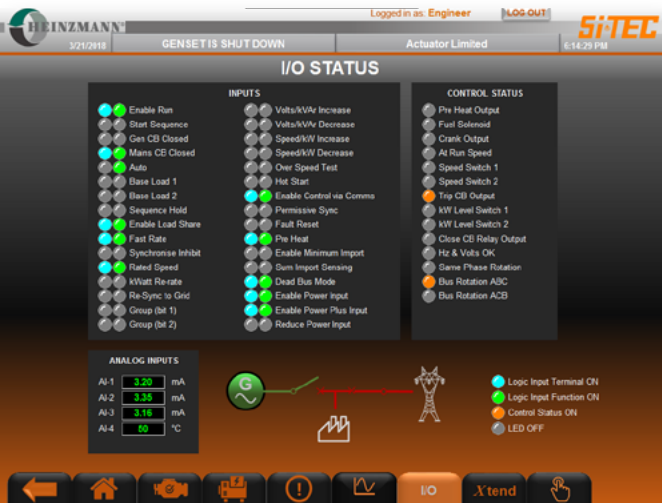 HEINZMANN®
Logged in as: Engineer
LOG OUT
SiTEC
3/21/2018
GENSET IS SHUT DOWN
Actuator Limited
6:14:29 PM
I/O STATUS
INPUTS
Enable Run
Start Sequence
Gen CB Closed
Mains CB Closed
Auto
Base Load 1
Base Load 2
Sequence Hold
Enable Load Share
Fast Rate
Synchronise Inhibit
Rated Speed
kWatt Re-rate
Re-Sync to Grid
Group (bit 1)
Group (bit 2)
Volts/kVAr Increase
Volts/kVAr Decrease
Speed/kW Increase
Speed/kW Decrease
Over Speed Test
Hot Start
Enable Control via Comms
Permissive Sync
Fault Reset
Pre Heat
Enable Minimum Import
Sum Import Sensing
Dead Bus Mode
Enable Power Input
Enable Power Plus Input
Reduce Power Input
CONTROL STATUS
Pre Heat Output
Fuel Solenoid
Crank Output
At Run Speed
Speed Switch 1
Speed Switch 2
Trip CB Output
kW Level Switch 1
kW Level Switch 2
Close CB Relay Output
Hz & Volts OK
Same Phase Rotation
Bus Rotation ABC
Bus Rotation ACB
ANALOG INPUTS
AI-1 3.20 mA
AI-2 3.35 mA
AI-3 3.16 mA
AI-4 50 °C
G
Logic Input Terminal ON
Logic Input Function ON
Control Status ON
LED OFF
I/O
Xtend